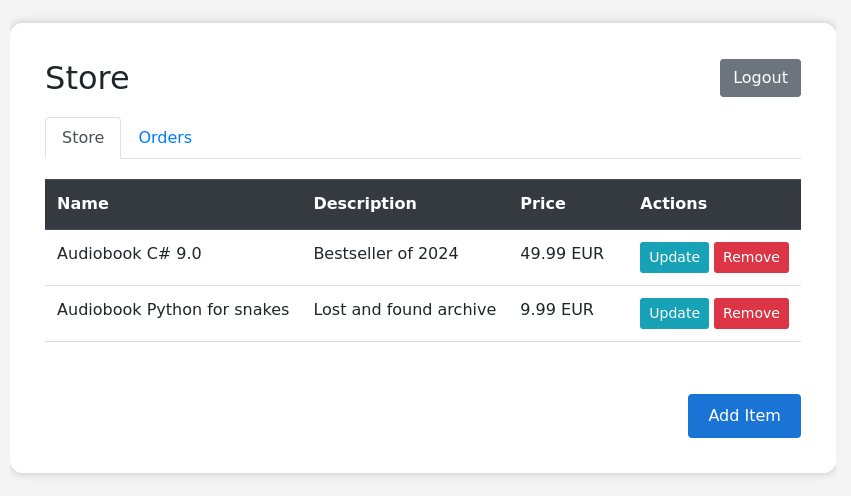 Store Logout
Store Orders
Name Description Price Actions
Audiobook C# 9.0 Bestseller of 2024 49.99 EUR Update Remove
Audiobook Python for snakes Lost and found archive 9.99 EUR Update Remove
Add Item